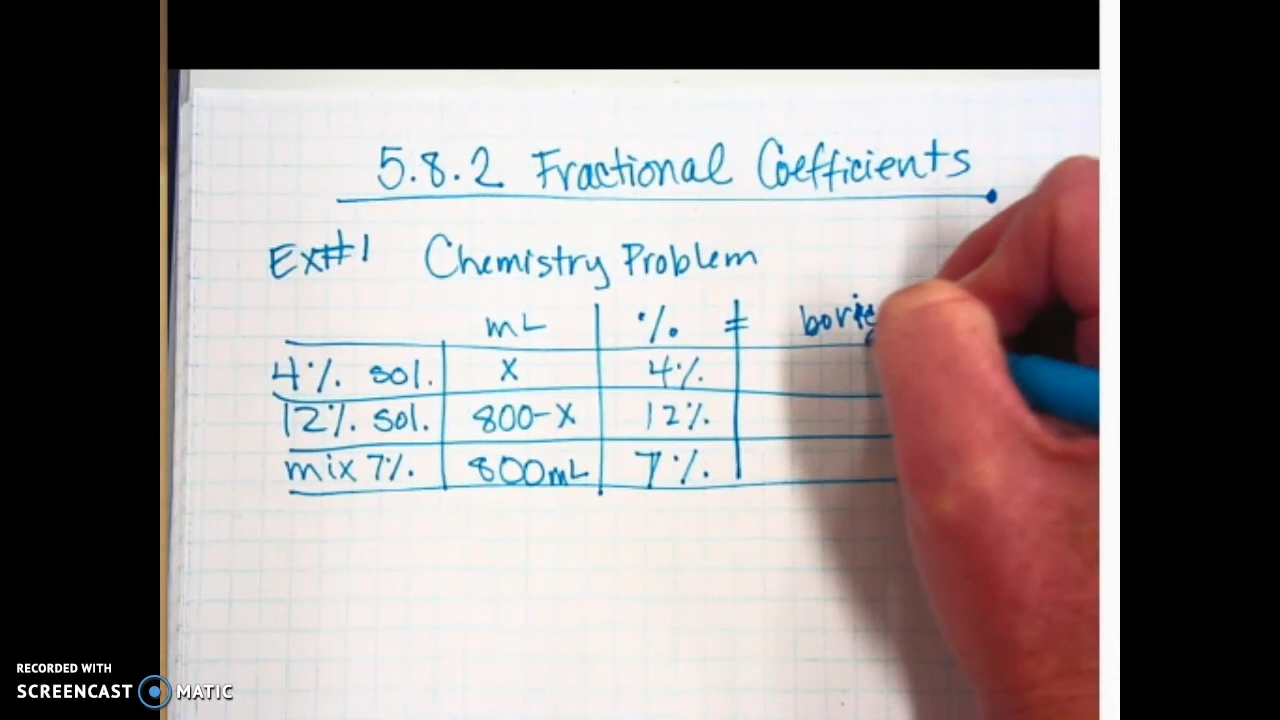 5.8.2 Fractional Coefficients
Ex#1 Chemistry Problem
mL % =
4% sol. x 4%
12% sol. 800-x 12%
mix 7% 800mL 7%
RECORDED WITH
SCREENCAST MATIC